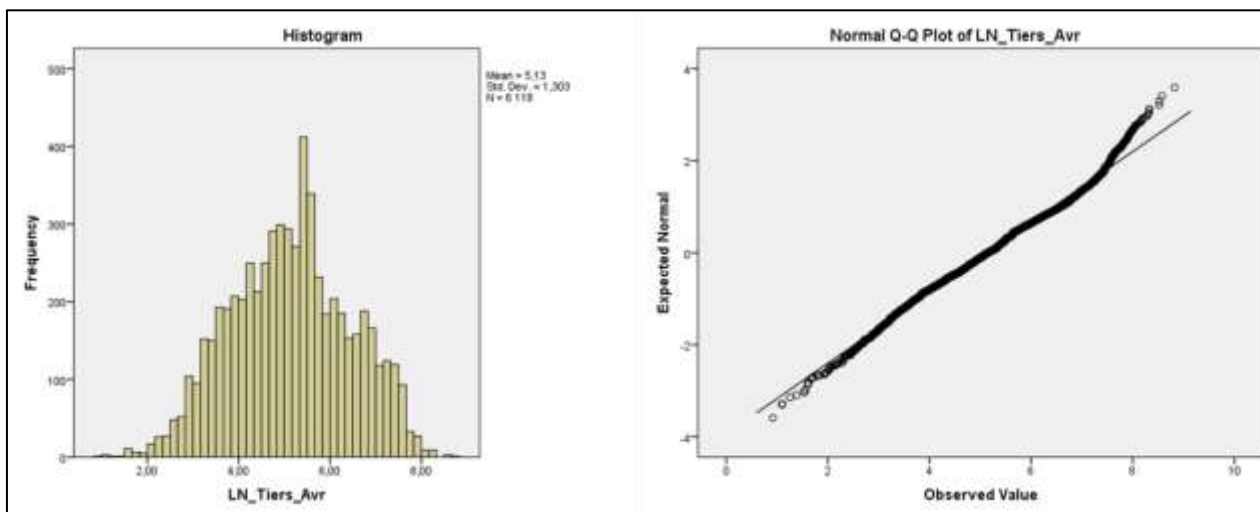 Histogram
500
400
300
200
100
0
Frequency
2,00
4,00
6,00
8,00
LN_Tiers_Avr
Mean = 5,13
Std. Dev. = 1,303
N = 6 119
Normal Q-Q Plot of LN_Tiers_Avr
4
2
0
-2
-4
Expected Normal
0
2
4
6
8
10
Observed Value